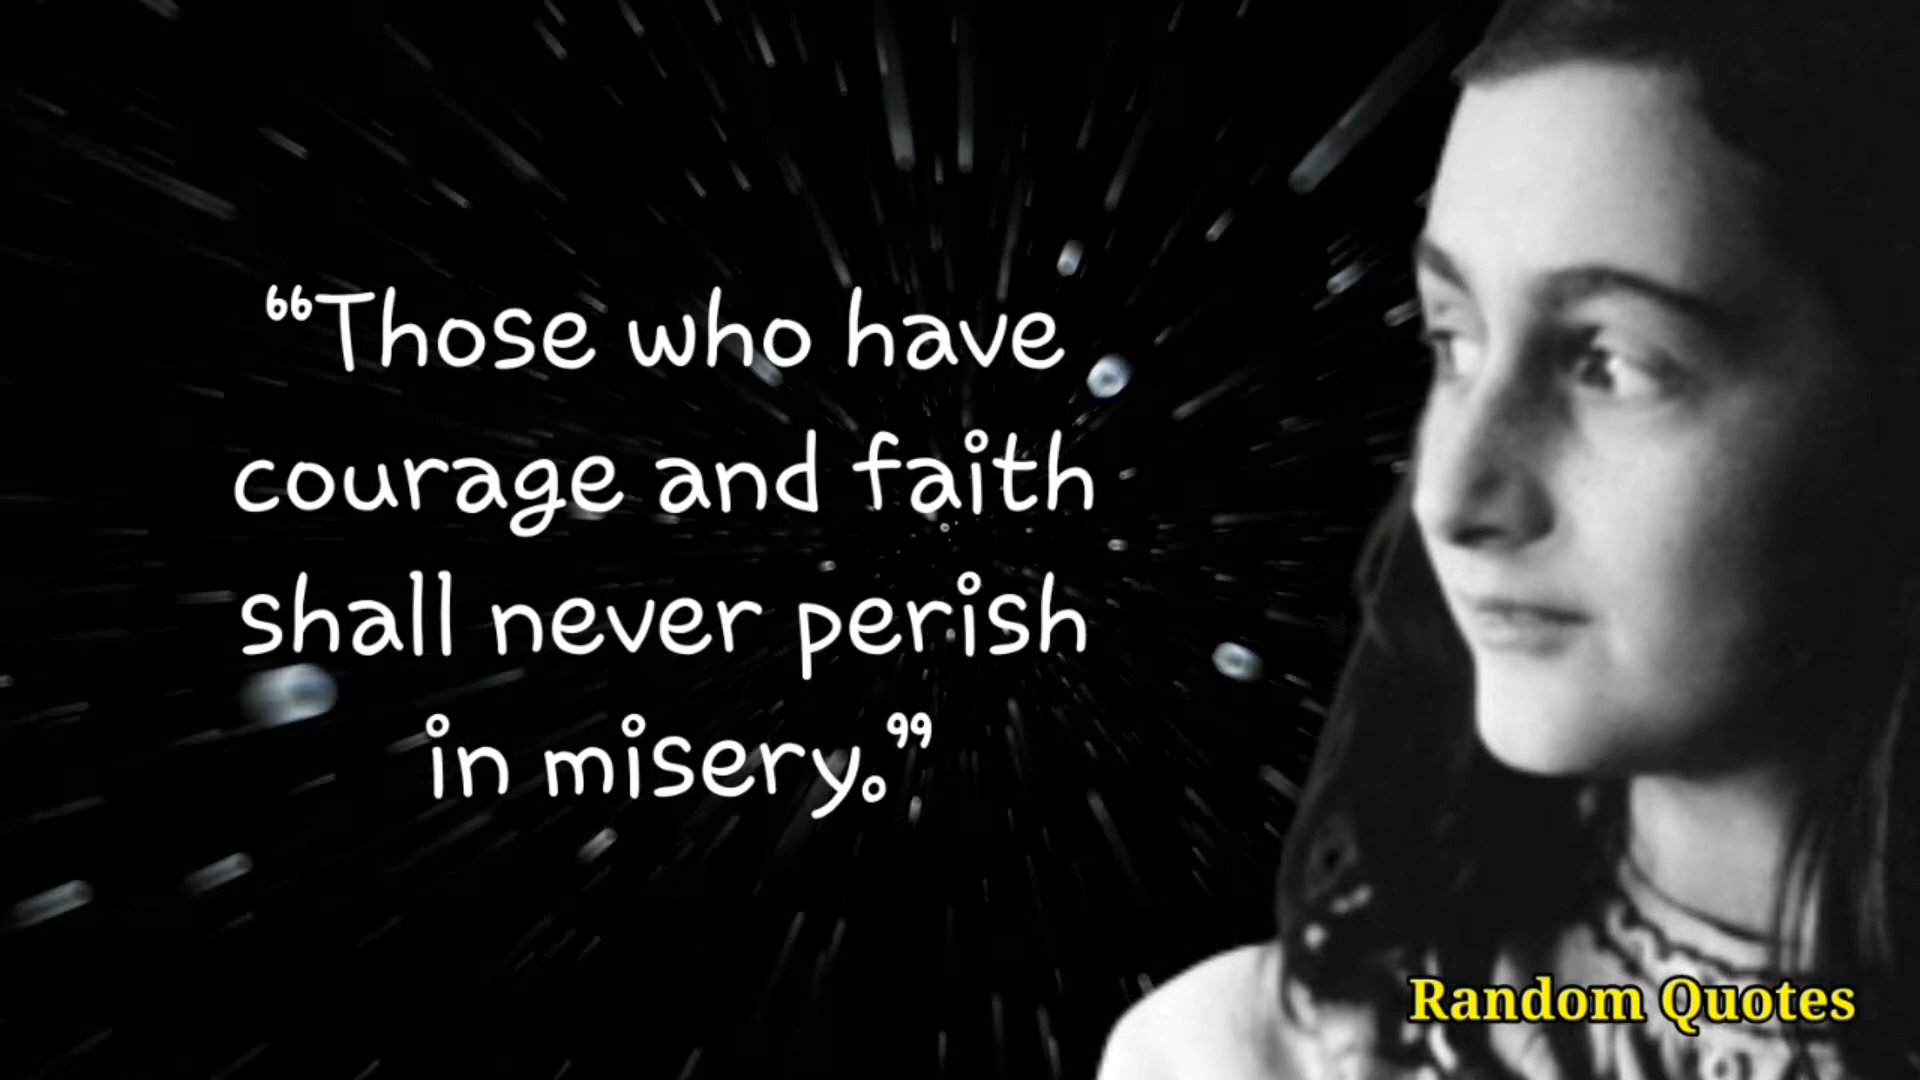 “Those who have
courage and faith
shall never perish
in misery.”
Random Quotes